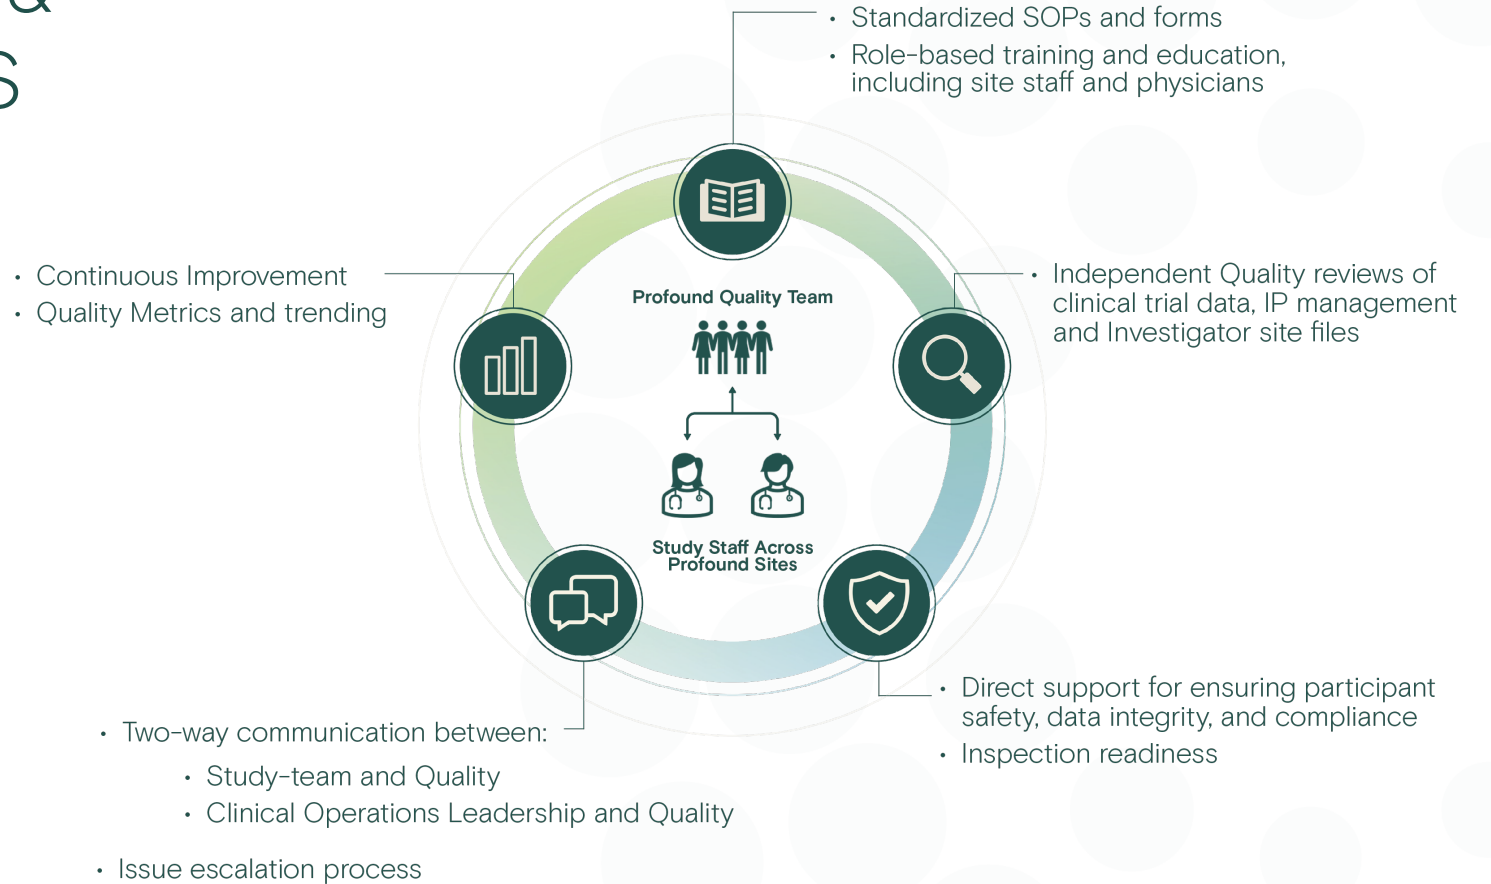 &
S
• Standardized SOPs and forms
• Role-based training and education,
including site staff and physicians
• Continuous Improvement
• Quality Metrics and trending
Profound Quality Team
• Independent Quality reviews of
clinical trial data, IP management
and Investigator site files
Study Staff Across
Profound Sites
• Direct support for ensuring participant
safety, data integrity, and compliance
• Inspection readiness
• Two-way communication between:
• Study-team and Quality
• Clinical Operations Leadership and Quality
• Issue escalation process